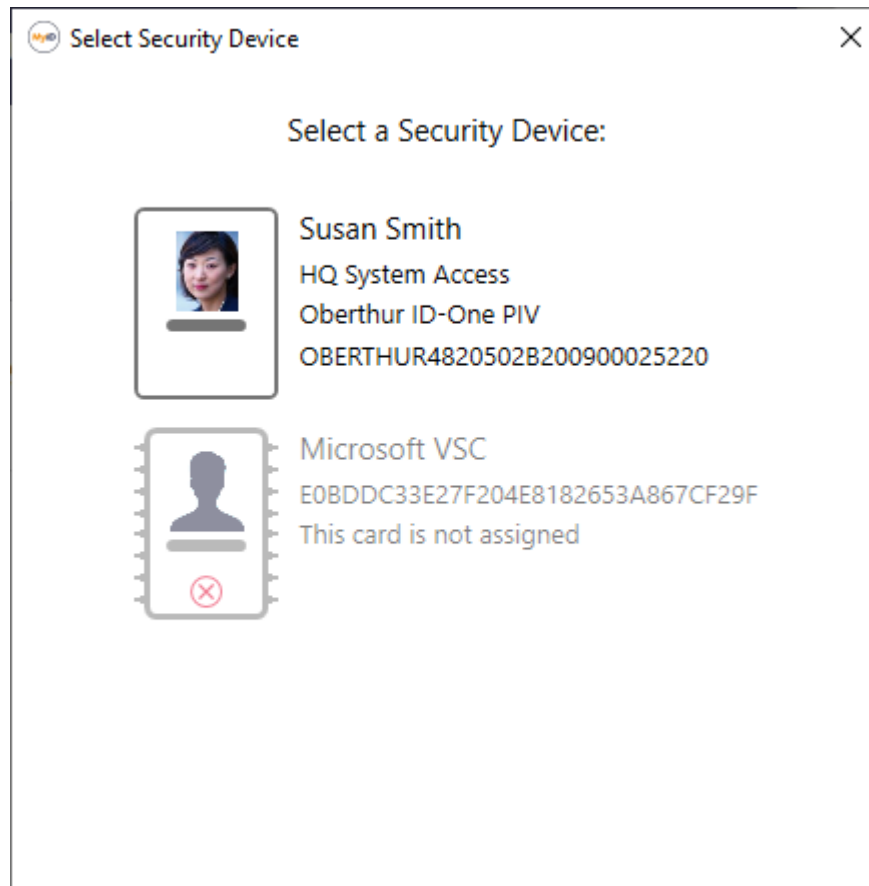 MyID Select Security Device
Select a Security Device:
Susan Smith
HQ System Access
Oberthur ID-One PIV
OBERTHUR4820502B200900025220
Microsoft VSC
E0BDDC33E27F204E8182653A867CF29F
This card is not assigned